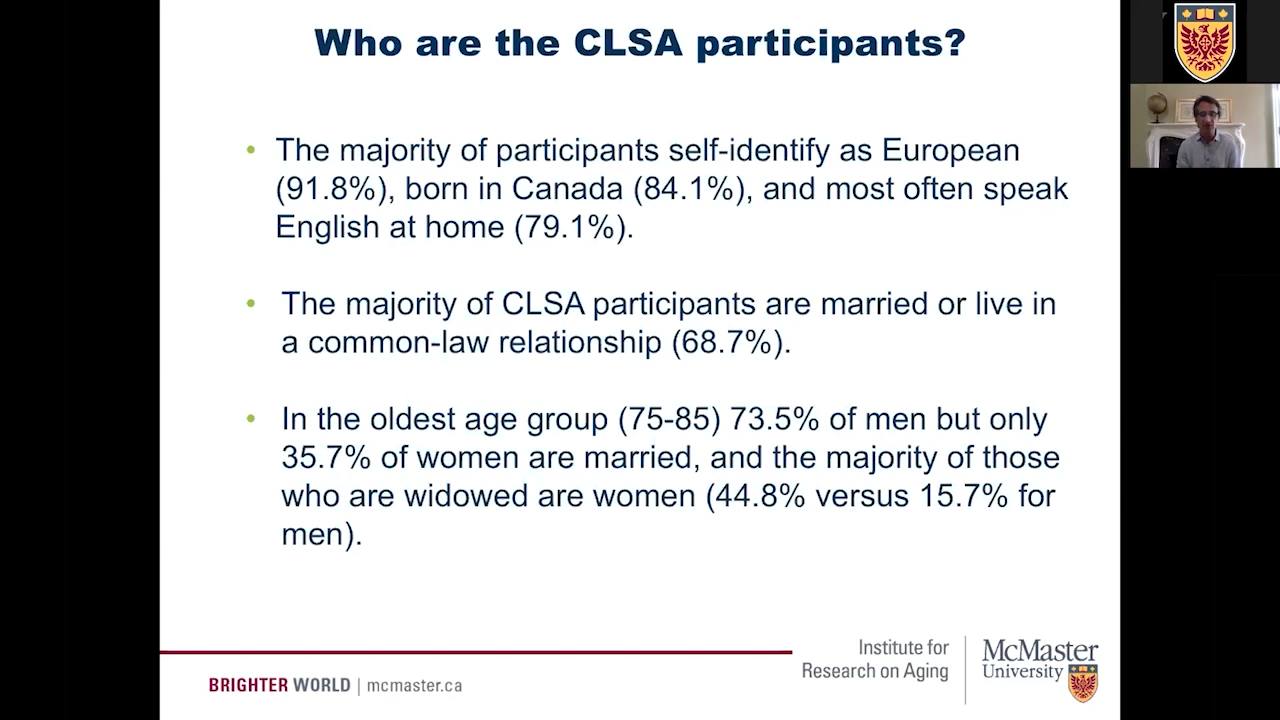 Who are the CLSA participants?
• The majority of participants self-identify as European
(91.8%), born in Canada (84.1%), and most often speak
English at home (79.1%).
• The majority of CLSA participants are married or live in
a common-law relationship (68.7%).
• In the oldest age group (75-85) 73.5% of men but only
35.7% of women are married, and the majority of those
who are widowed are women (44.8% versus 15.7% for
men).
BRIGHTER WORLD | mcmaster.ca
Institute for
Research on Aging
McMaster
University